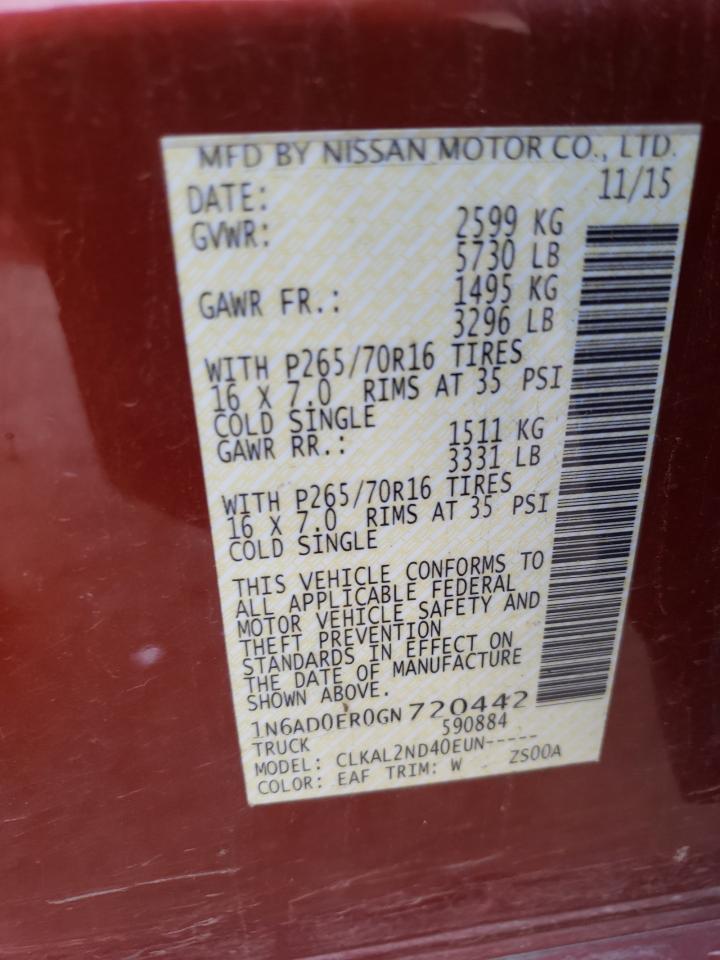 MFD BY NISSAN MOTOR CO., LTD.
DATE: 11/15
GVWR: 2599 KG
5730 LB
GAWR FR.: 1495 KG
3296 LB
WITH P265/70R16 TIRES
16 X 7.0 RIMS AT 35 PSI
COLD SINGLE
GAWR RR.: 1511 KG
3331 LB
WITH P265/70R16 TIRES
16 X 7.0 RIMS AT 35 PSI
COLD SINGLE
THIS VEHICLE CONFORMS TO
ALL APPLICABLE FEDERAL
MOTOR VEHICLE SAFETY AND
THEFT PREVENTION
STANDARDS IN EFFECT ON
THE DATE OF MANUFACTURE
SHOWN ABOVE.
1N6AD0ER0GN720442
TRUCK 590884
MODEL: CLKAL2ND40EUN-----
COLOR: EAF TRIM: W ZS00A